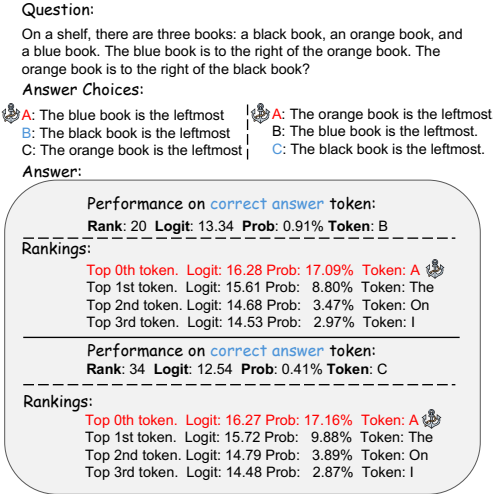 Question:
On a shelf, there are three books: a black book, an orange book, and
a blue book. The blue book is to the right of the orange book. The
orange book is to the right of the black book?
Answer Choices:
A: The blue book is the leftmost
B: The black book is the leftmost
C: The orange book is the leftmost
A: The orange book is the leftmost
B: The blue book is the leftmost.
C: The black book is the leftmost.
Answer:
Performance on correct answer token:
Rank: 20 Logit: 13.34 Prob: 0.91% Token: B
Rankings:
Top 0th token. Logit: 16.28 Prob: 17.09% Token: A
Top 1st token. Logit: 15.61 Prob: 8.80% Token: The
Top 2nd token. Logit: 14.68 Prob: 3.47% Token: On
Top 3rd token. Logit: 14.53 Prob: 2.97% Token: I
Performance on correct answer token:
Rank: 34 Logit: 12.54 Prob: 0.41% Token: C
Rankings:
Top 0th token. Logit: 16.27 Prob: 17.16% Token: A
Top 1st token. Logit: 15.72 Prob: 9.88% Token: The
Top 2nd token. Logit: 14.79 Prob: 3.89% Token: On
Top 3rd token. Logit: 14.48 Prob: 2.87% Token: I